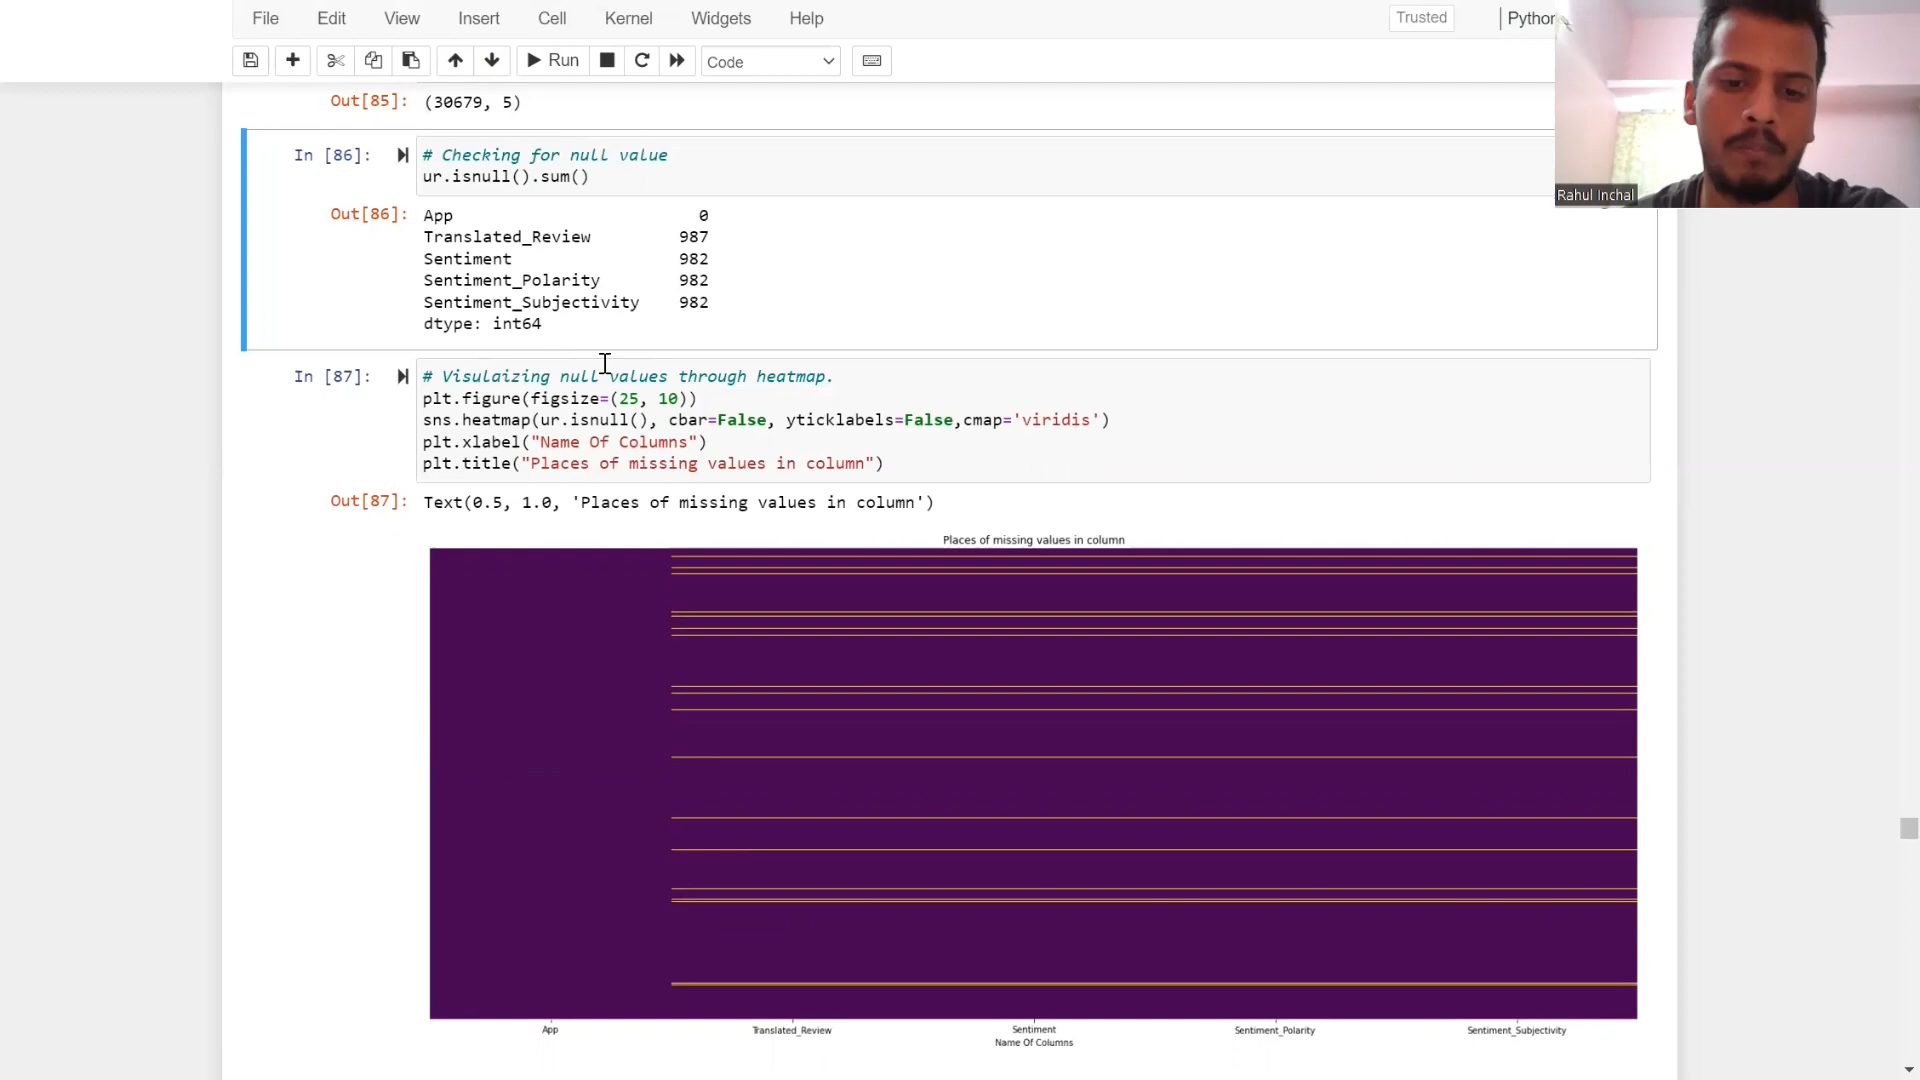 File Edit View Insert Cell Kernel Widgets Help Trusted
Run Code
Out[85]: (30679, 5)
In [86]: # Checking for null value
ur.isnull().sum()
Rahul Inchal
Out[86]: App 0
Translated_Review 987
Sentiment 982
Sentiment_Polarity 982
Sentiment_Subjectivity 982
dtype: int64
In [87]: # Visulaizing null values through heatmap.
plt.figure(figsize=(25, 10))
sns.heatmap(ur.isnull(), cbar=False, yticklabels=False,cmap='viridis')
plt.xlabel("Name Of Columns")
plt.title("Places of missing values in column")
Out[87]: Text(0.5, 1.0, 'Places of missing values in column')
Places of missing values in column
App Translated_Review Sentiment Sentiment_Polarity Sentiment_Subjectivity
Name Of Columns